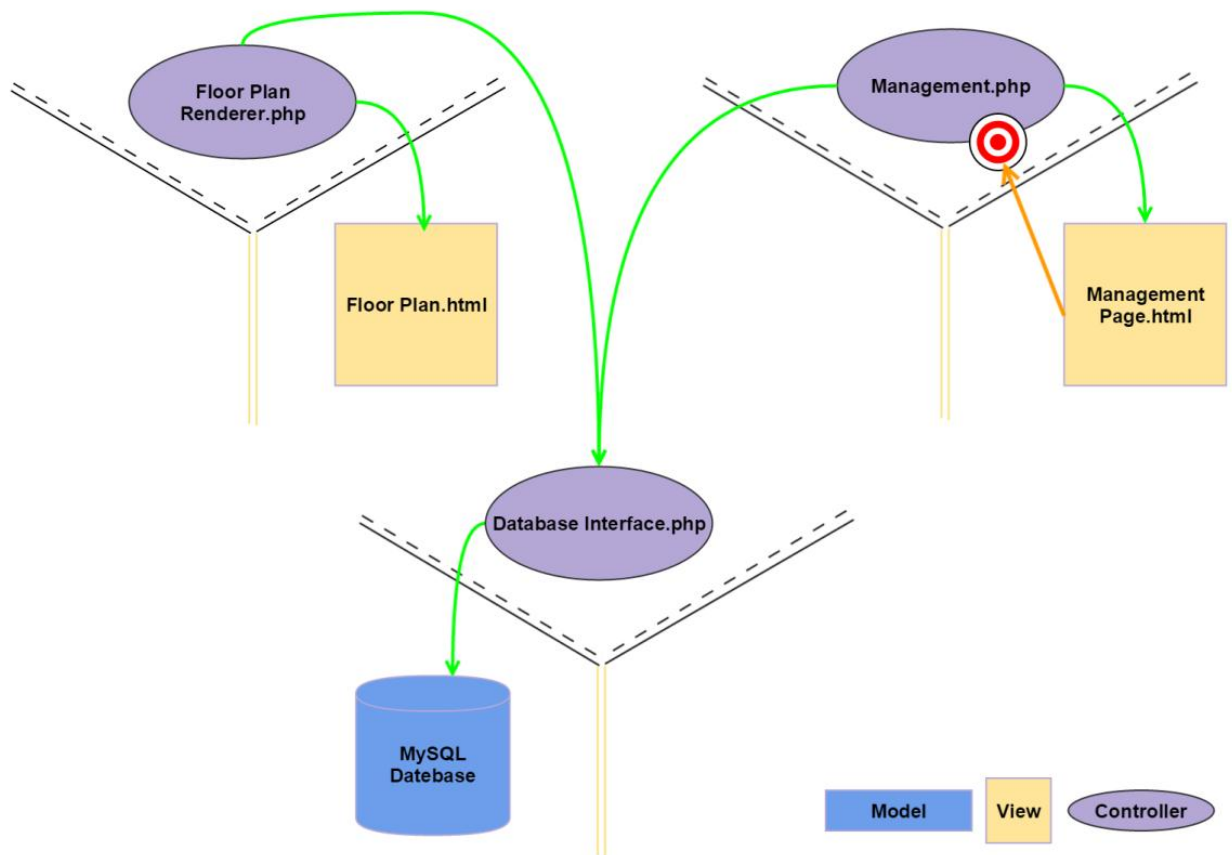 Floor Plan
Renderer.php
Management.php
Floor Plan.html
Management
Page.html
Database Interface.php
MySQL
Datebase
Model
View
Controller